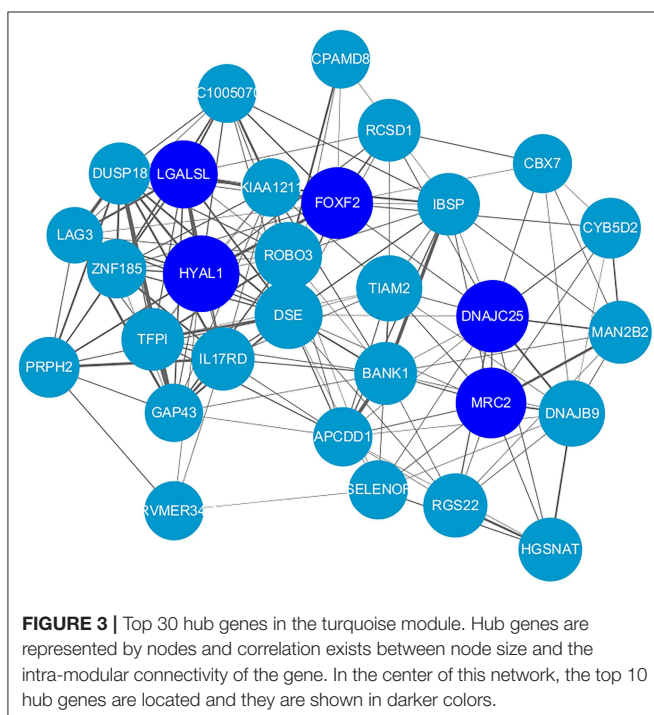 CPAMD8
C1005070
RCSD1
DUSP18
LGALSL
KIAA1211
FOXF2
IBSP
CBX7
CYB5D2
LAG3
ZNF185
HYAL1
ROBO3
TIAM2
DSE
DNAJC25
MAN2B2
TFPI
IL17RD
PRPH2
BANK1
MRC2
DNAJB9
GAP43
APCDD1
SELENOP
RGS22
RVMER34
HGSNAT
FIGURE 3 | Top 30 hub genes in the turquoise module. Hub genes are
represented by nodes and correlation exists between node size and the
intra-modular connectivity of the gene. In the center of this network, the top 10
hub genes are located and they are shown in darker colors.